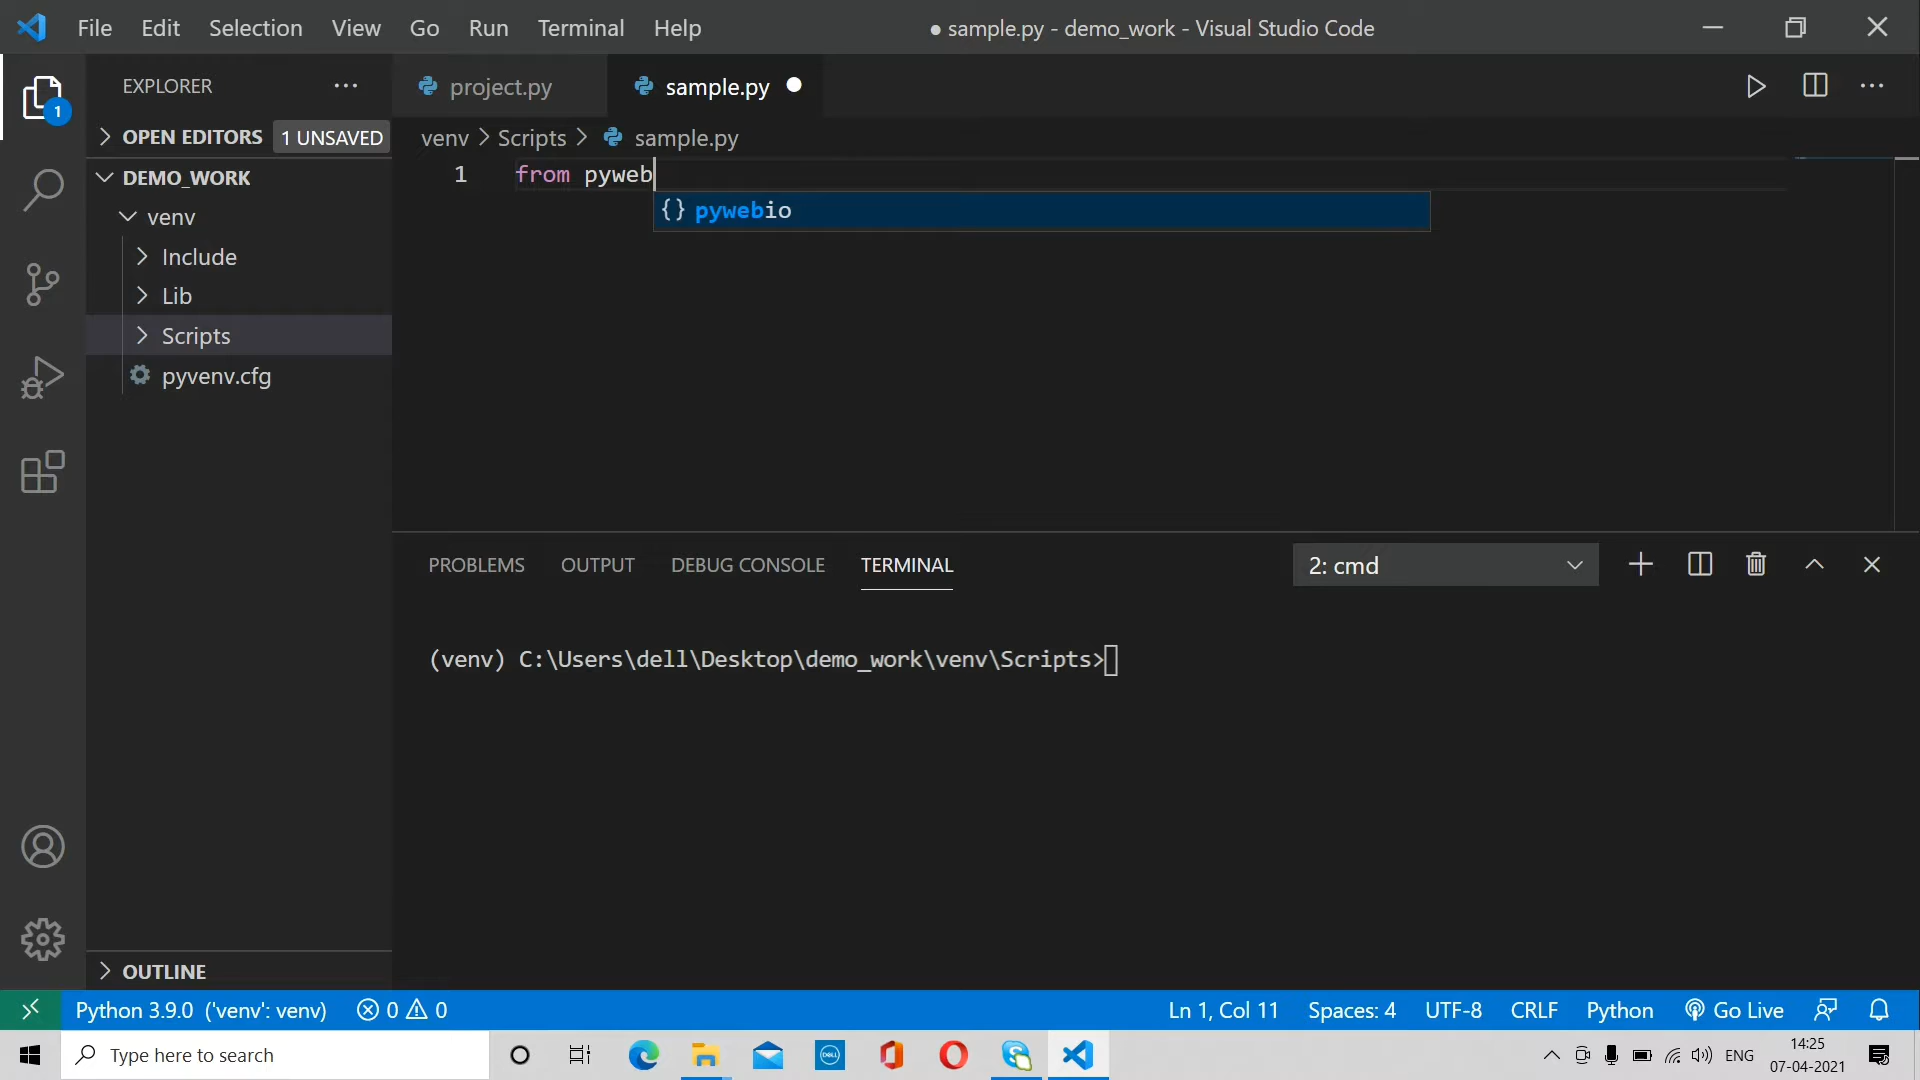 File Edit Selection View Go Run Terminal Help
● sample.py - demo_work - Visual Studio Code
EXPLORER
project.py
sample.py
1
OPEN EDITORS 1 UNSAVED
venv > Scripts > sample.py
DEMO_WORK
1 from pyweb
venv
{} pywebio
Include
Lib
Scripts
pyvenv.cfg
PROBLEMS OUTPUT DEBUG CONSOLE TERMINAL
2: cmd
(venv) C:\Users\dell\Desktop\demo_work\venv\Scripts>
OUTLINE
Python 3.9.0 ('venv': venv) 0 0
Ln 1, Col 11 Spaces: 4 UTF-8 CRLF Python Go Live
Type here to search
DELL
S
ENG
14:25
07-04-2021